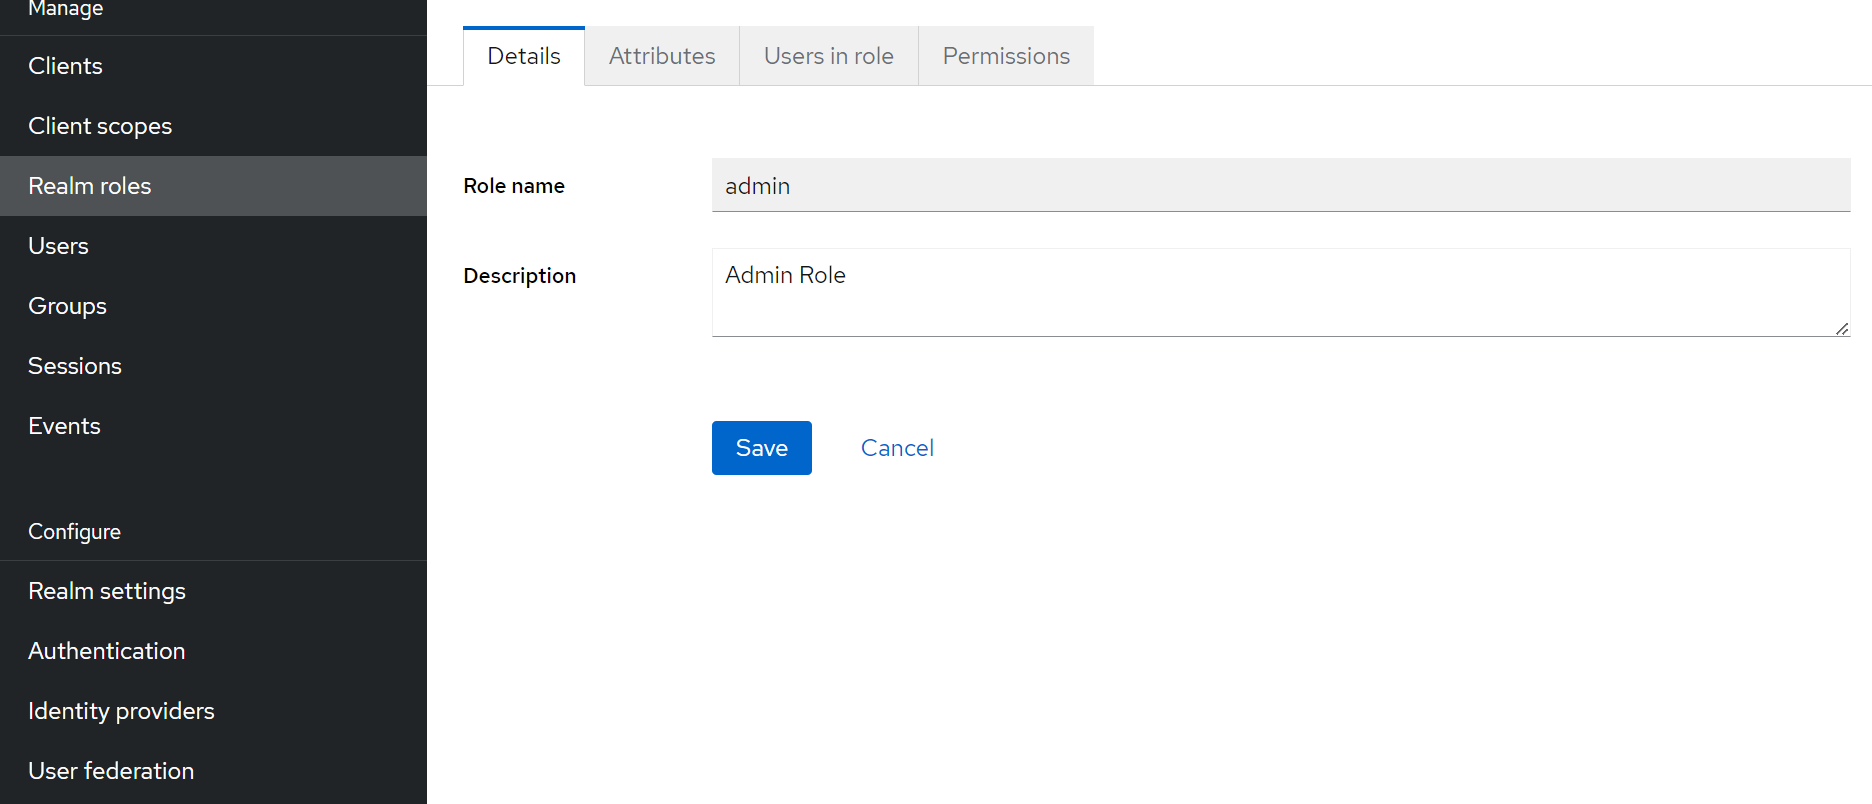 Manage
Clients
Client scopes
Realm roles
Users
Groups
Sessions
Events
Configure
Realm settings
Authentication
Identity providers
User federation
Details
Attributes
Users in role
Permissions
Role name
admin
Description
Admin Role
Save
Cancel